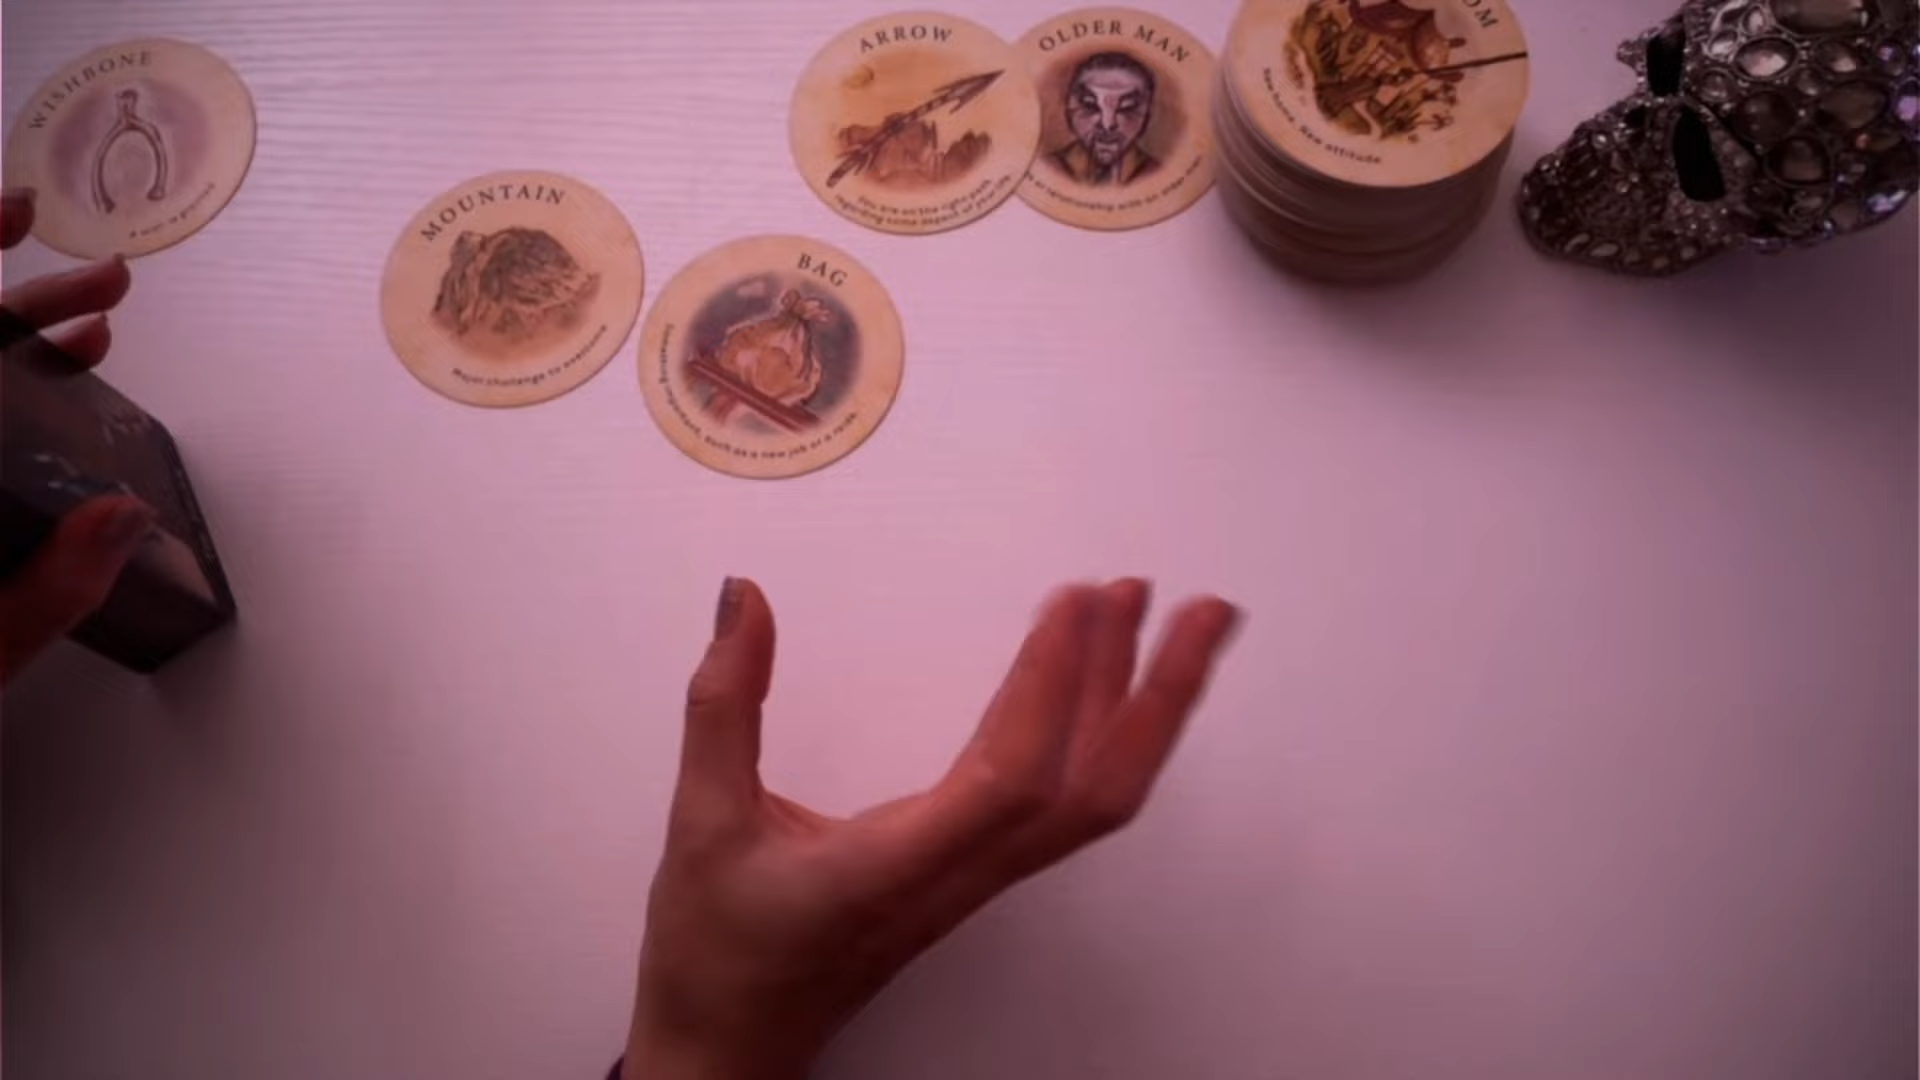 WISHBONE
A wish is granted
MOUNTAIN
Major challenge to overcome
BAG
such as a new job or a raise.
ARROW
You are on the right path
regarding some aspect of your life.
OLDER MAN
or relationship with an older man.
OM
New home, new attitude